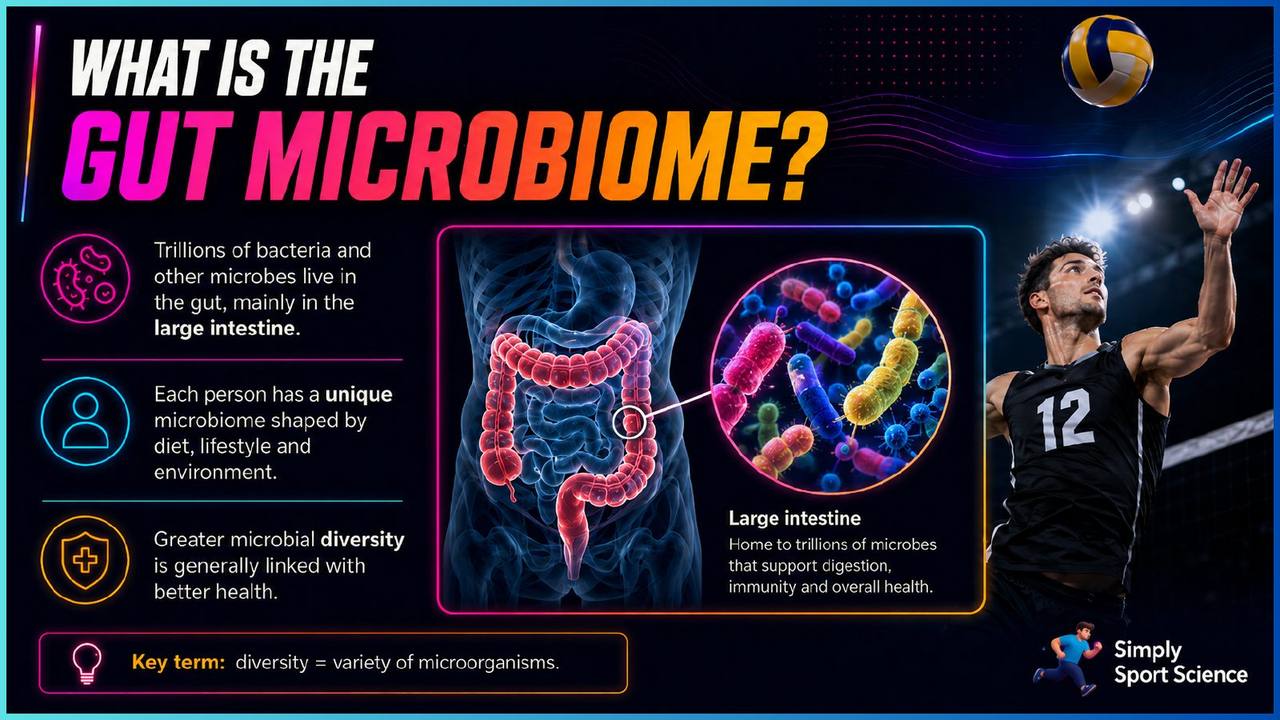 WHAT IS THE
GUT MICROBIOME?
Trillions of bacteria and
other microbes live in
the gut, mainly in the
large intestine.
Each person has a unique
microbiome shaped by
diet, lifestyle and
environment.
Greater microbial diversity
is generally linked with
better health.
Key term: diversity = variety of microorganisms.
Large intestine
Home to trillions of microbes
that support digestion,
immunity and overall health.
12
Simply
Sport Science